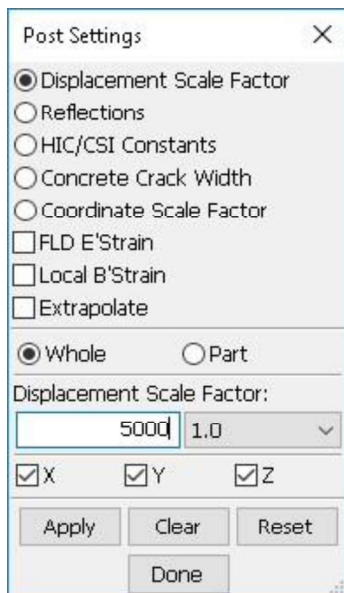 Post Settings
Displacement Scale Factor
Reflections
HIC/CSI Constants
Concrete Crack Width
Coordinate Scale Factor
FLD E'Strain
Local B'Strain
Extrapolate
Whole Part
Displacement Scale Factor:
5000 1.0
X Y Z
Apply Clear Reset
Done